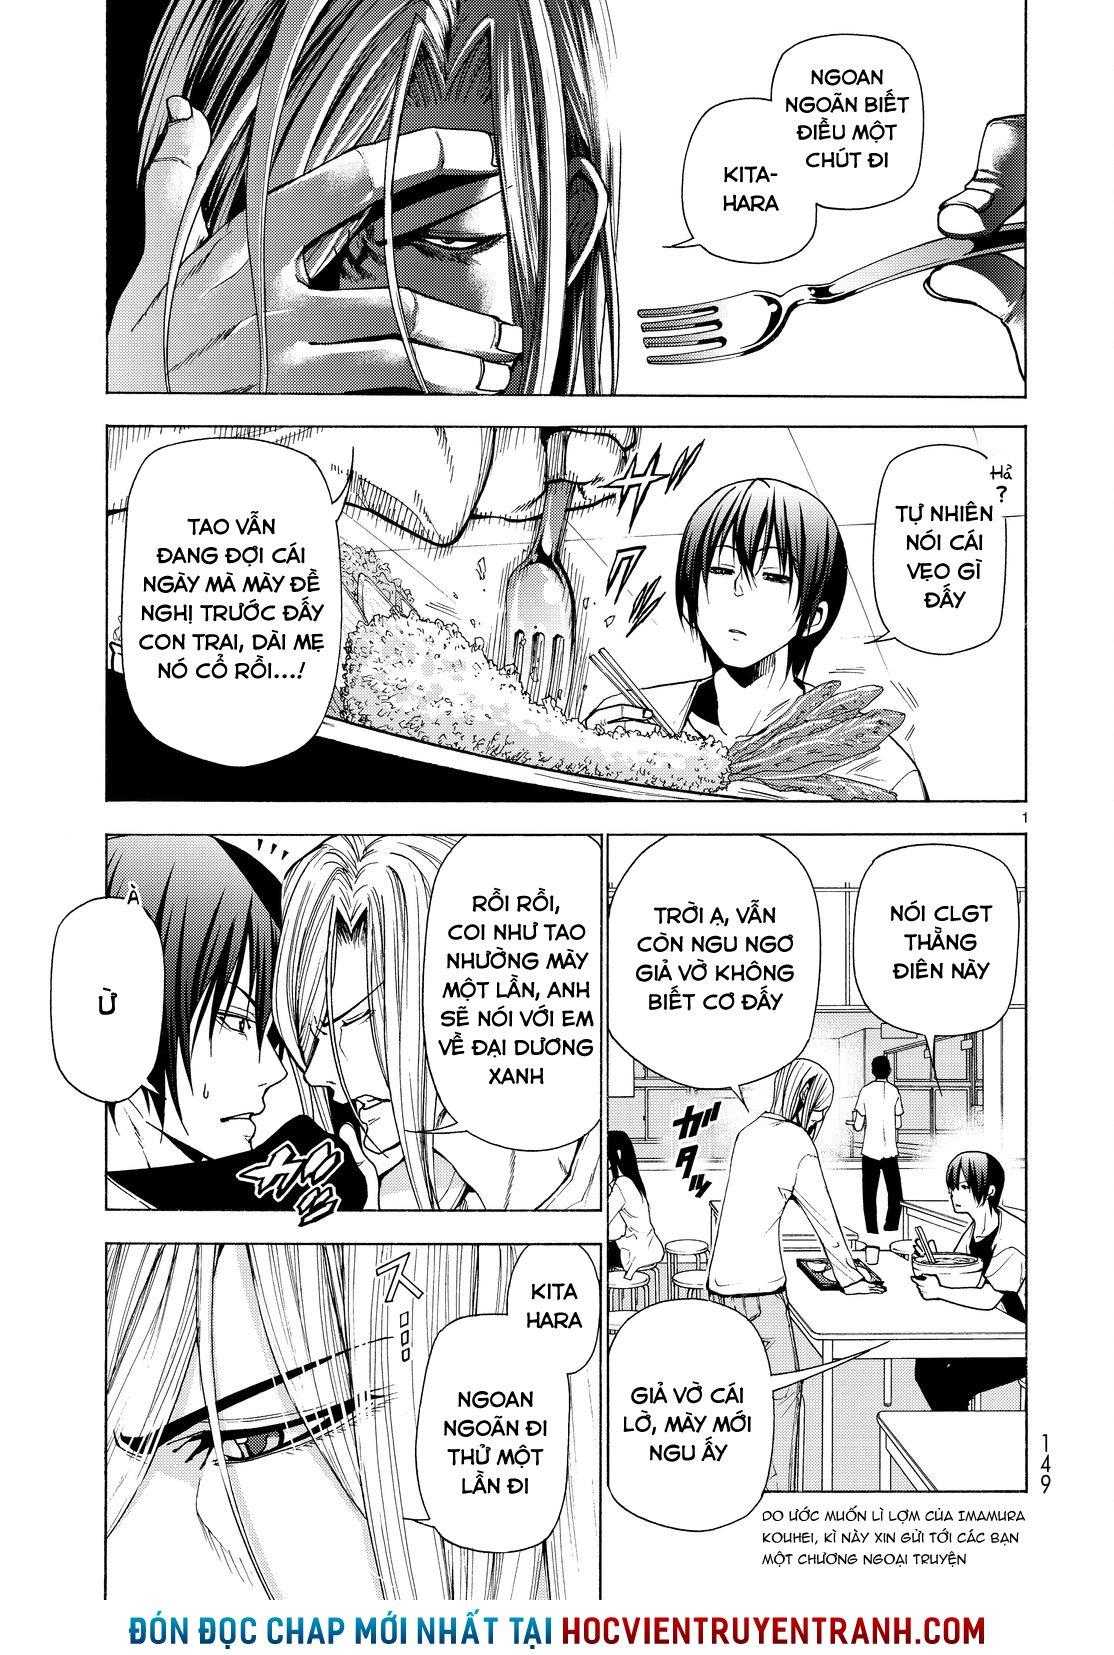 NGOAN
NGOÃN BIẾT
ĐIỀU MỘT
CHÚT ĐI
KITA-
HARA
Hả
?
TỰ NHIÊN
NÓI CÁI
VẸO GÌ
ĐẤY
TAO VẪN
ĐANG ĐỢI CÁI
NGÀY MÀ MÀY ĐỀ
NGHỊ TRƯỚC ĐẤY
CON TRAI, DÀI MẸ
NÓ CỔ RỒI...!
1
NÓI CLGT
THẰNG
ĐIÊN NÀY
TRỜI Ạ, VẪN
CÒN NGU NGƠ
GIẢ VỜ KHÔNG
BIẾT CƠ ĐẤY
GIẢ VỜ CÁI
LỜ, MÀY MỚI
NGU ẤY
RỒI RỒI,
COI NHƯ TAO
NHƯỜNG MÀY
MỘT LẦN, ANH
SẼ NÓI VỚI EM
VỀ ĐẠI DƯƠNG
XANH
À
Ừ
KITA
HARA
NGOAN
NGOÃN ĐI
THỬ MỘT
LẦN ĐI
ス
149
DO ƯỚC MUỐN LÌ LỢM CỦA IMAMURA
KOUHEI, KÌ NÀY XIN GỬI TỚI CÁC BẠN
MỘT CHƯƠNG NGOẠI TRUYỆN
ĐÓN ĐỌC CHAP MỚI NHẤT TẠI HOCVIENTRUYENTRANH.COM